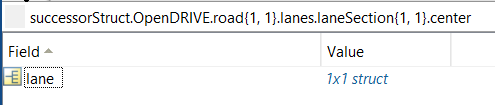 successorStruct.OpenDRIVE.road{1, 1}.lanes.laneSection{1, 1}.center
Field Value
lane 1x1 struct